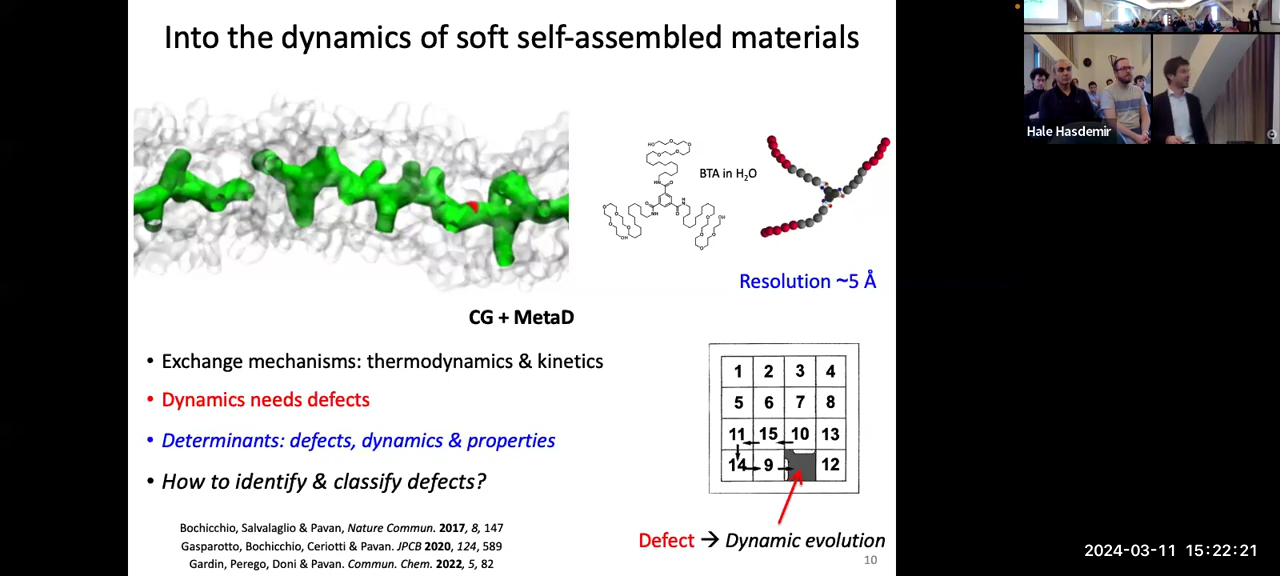 Into the dynamics of soft self-assembled materials
BTA in H2O
Resolution ~5 Å
CG + MetaD
• Exchange mechanisms: thermodynamics & kinetics
• Dynamics needs defects
• Determinants: defects, dynamics & properties
• How to identify & classify defects?
1 2 3 4
5 6 7 8
11 15 10 13
14 9 12
Defect → Dynamic evolution
Bochicchio, Salvalaglio & Pavan, Nature Commun. 2017, 8, 147
Gasparotto, Bochicchio, Ceriotti & Pavan. JPCB 2020, 124, 589
Gardin, Perego, Doni & Pavan. Commun. Chem. 2022, 5, 82
10
Hale Hasdemir
2024-03-11 15:22:21